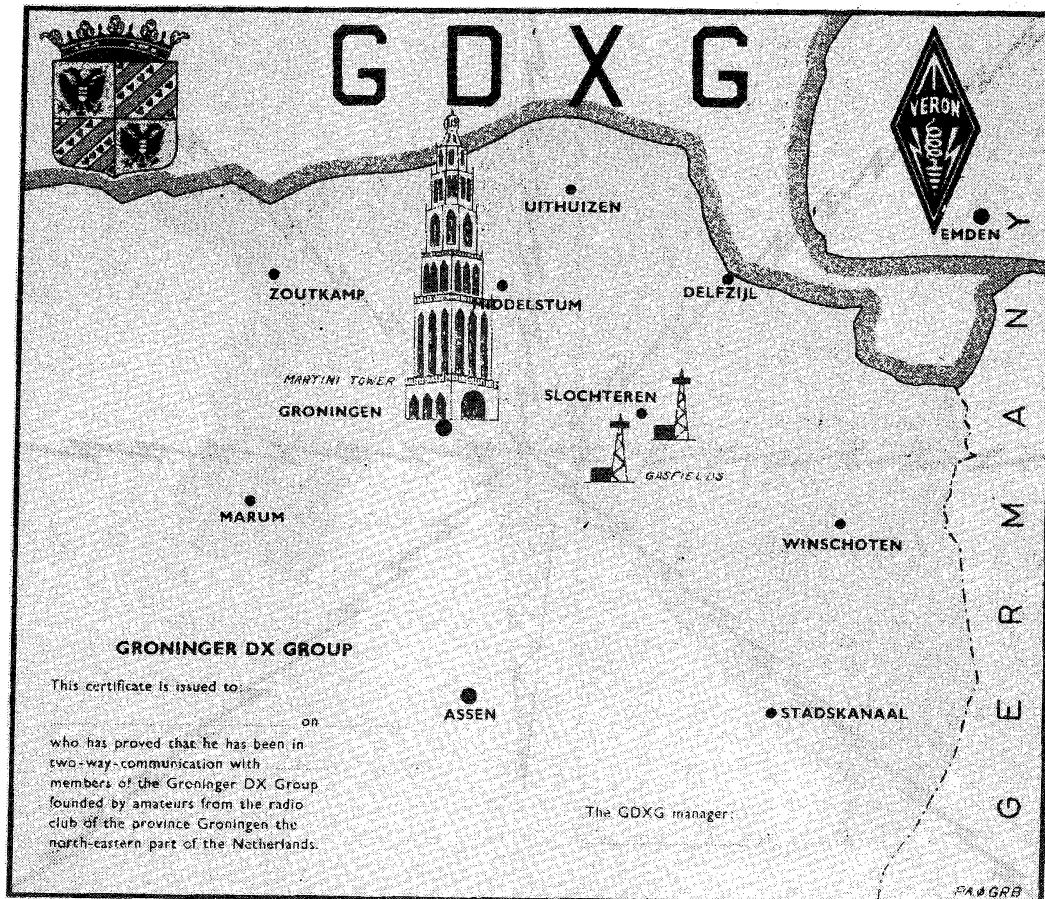 GDXG
VERON
UITHUIZEN
EMDEN
ZOUTKAMP
MIDDELSTUM
DELFZIJL
GERMANY
MARTINI TOWER
SLOCHTEREN
GRONINGEN
GASFIELDS
MARUM
WINSCHOTEN
GRONINGER DX GROUP
This certificate is issued to:
on
who has proved that he has been in
two-way-communication with
members of the Groninger DX Group
founded by amateurs from the radio
club of the province Groningen the
north-eastern part of the Netherlands.
ASSEN
STADSKANAAL
The GDXG manager:
PAØGRB